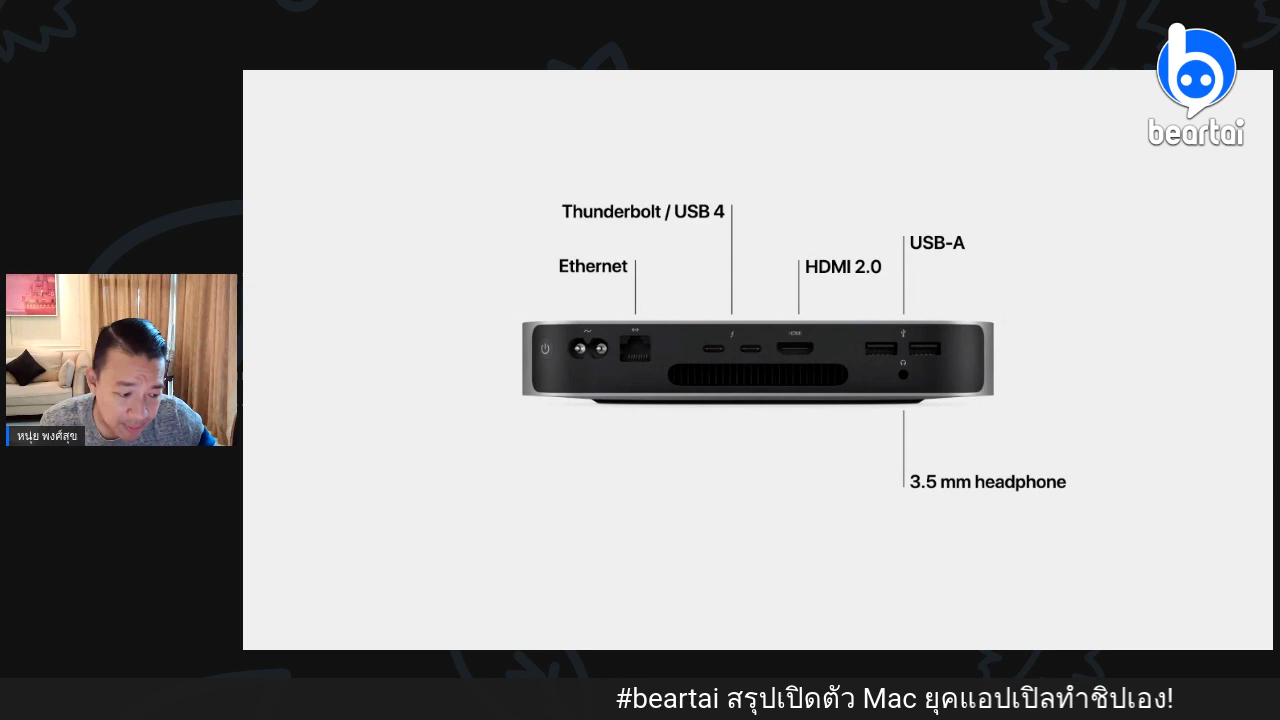 beartai
Thunderbolt / USB 4
USB-A
Ethernet
HDMI 2.0
HDMI
3.5 mm headphone
หนุ่ย พงศ์สุข
#beartai สรุปเปิดตัว Mac ยุคแอปเปิลทำชิปเอง!